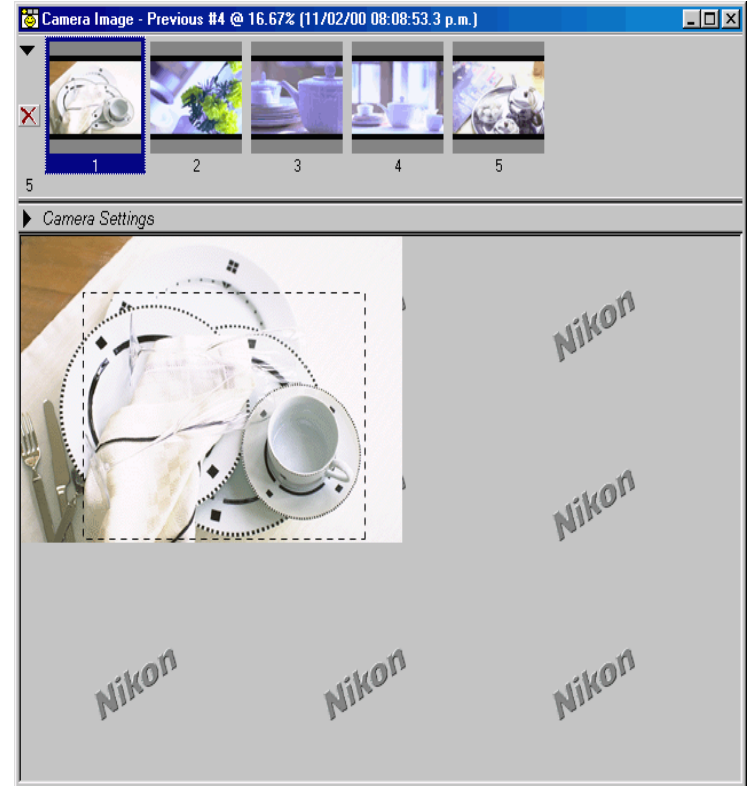 Camera Image - Previous #4 @ 16.67% (11/02/00 08:08:53.3 p.m.)
1 2 3 4 5
5
Camera Settings
Nikon
Nikon
Nikon Nikon Nikon